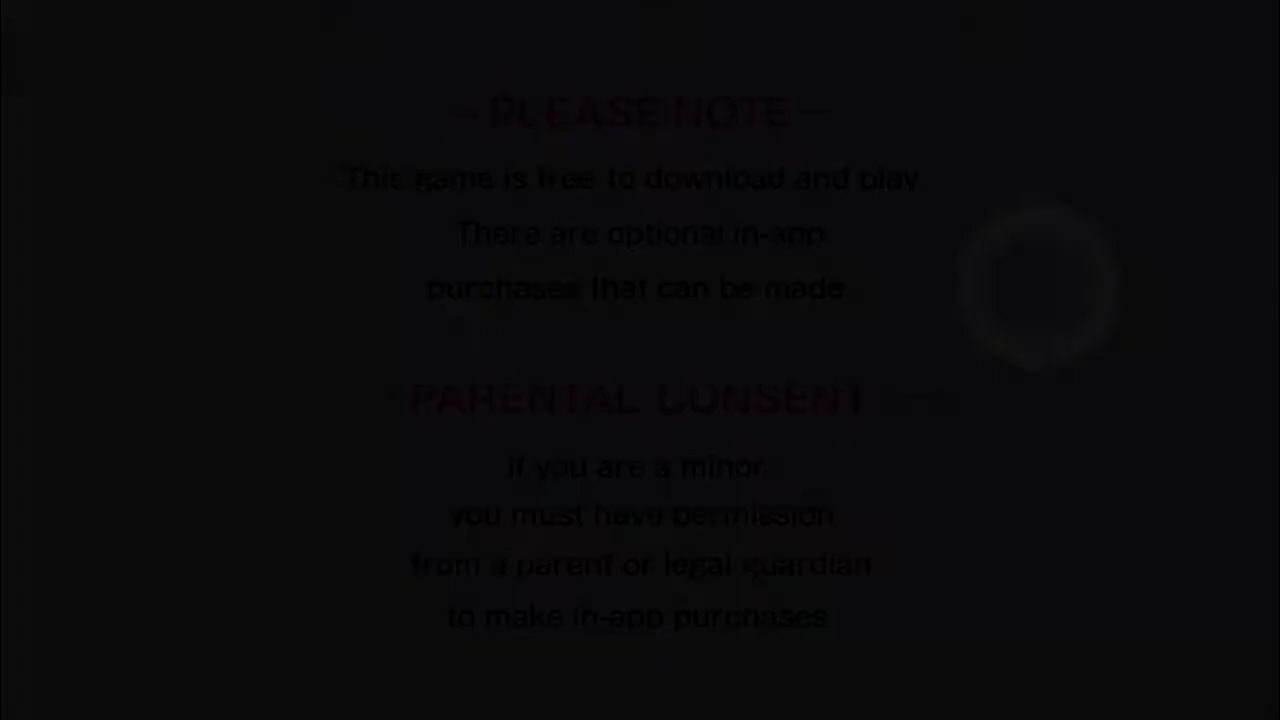 - PLEASE NOTE -
This game is free to download and play.
There are optional in-app
purchases that can be made.
- PARENTAL CONSENT -
If you are a minor,
you must have permission
from a parent or legal guardian
to make in-app purchases.